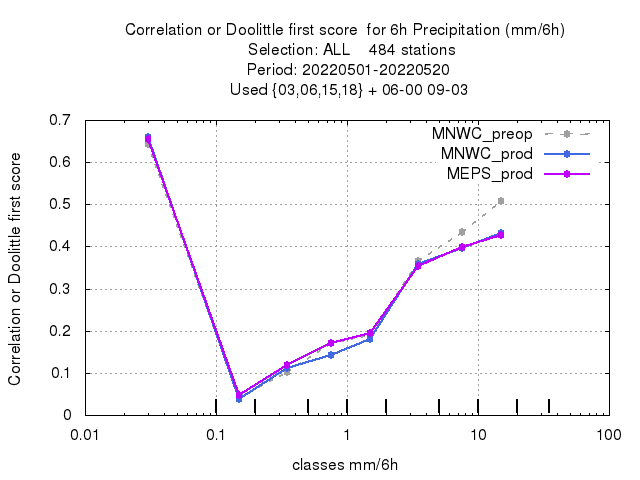 Correlation or Doolittle first score  for 6h Precipitation (mm/6h)
Selection: ALL    484 stations
Period: 20220501-20220520
Used {03,06,15,18} + 06-00 09-03
MNWC_preop
MNWC_prod
MEPS_prod
Correlation or Doolittle first score
0.7
0.6
0.5
0.4
0.3
0.2
0.1
0
0.01
0.1
1
10
100
classes mm/6h